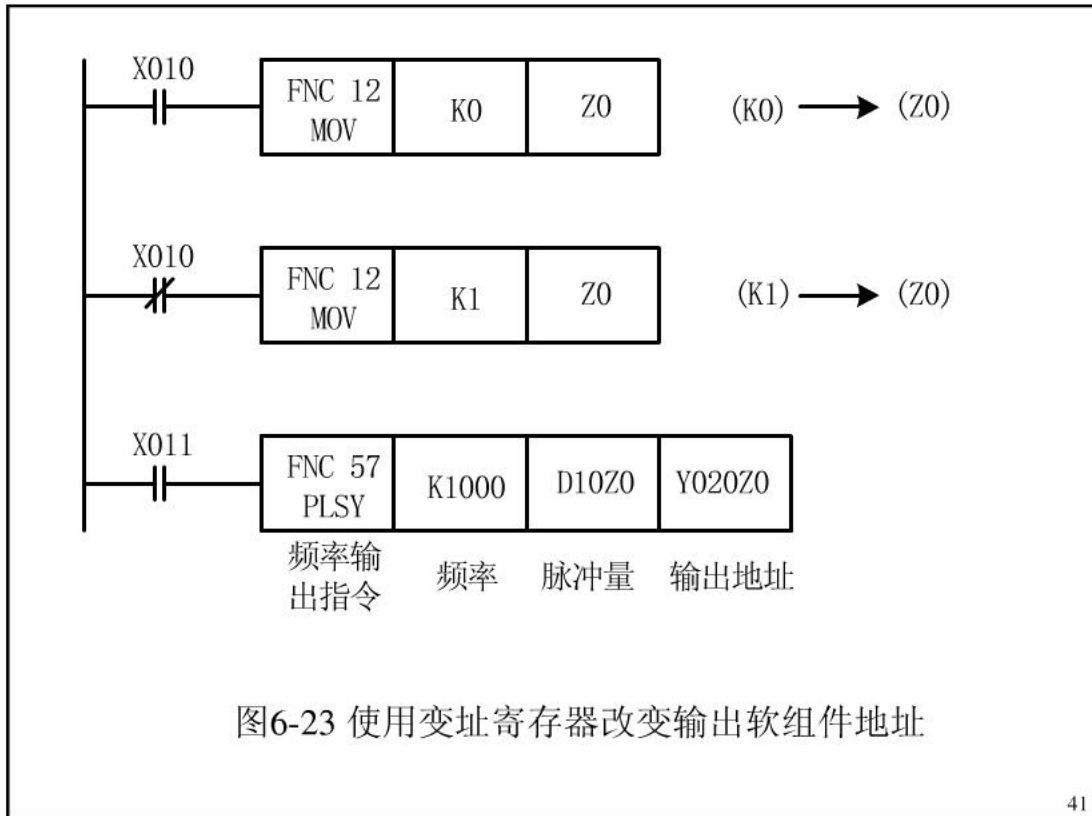 X010
FNC 12
MOV
K0
Z0
(K0) → (Z0)
X010
FNC 12
MOV
K1
Z0
(K1) → (Z0)
X011
FNC 57
PLSY
K1000
D10Z0
Y020Z0
频率输
出指令
频率
脉冲量
输出地址
图6-23 使用变址寄存器改变输出软组件地址
41